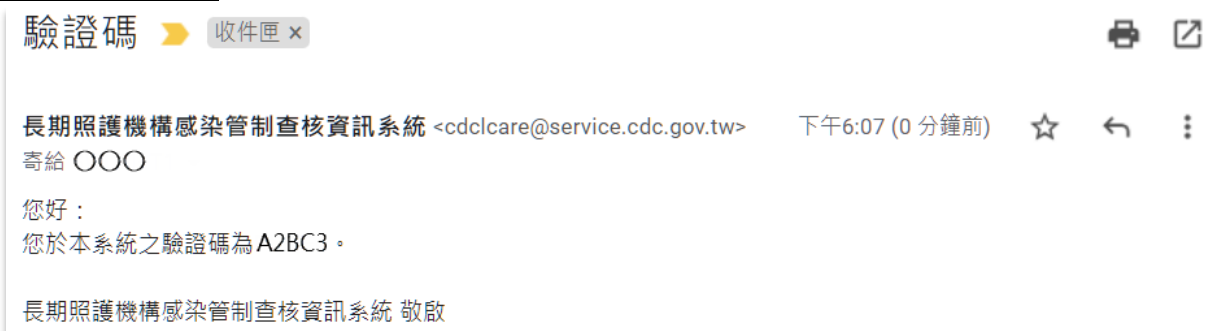 驗證碼 收件匣 ×
長期照護機構感染管制查核資訊系統 <cdclcare@service.cdc.gov.tw> 下午6:07 (0 分鐘前)
寄給 〇〇〇
您好：
您於本系統之驗證碼為A2BC3。
長期照護機構感染管制查核資訊系統 敬啟